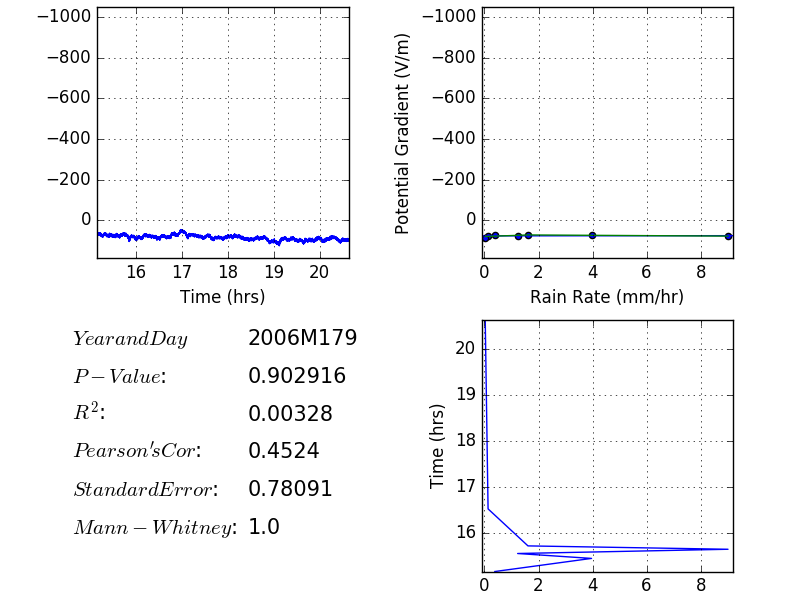 −1000
−800
−600
−400
−200
0
16 17 18 19 20
Time (hrs)
Potential Gradient (V/m)
−1000
−800
−600
−400
−200
0
0 2 4 6 8
Rain Rate (mm/hr)
YearandDay 2006M179
P−Value: 0.902916
R²: 0.00328
Pearson'sCor: 0.4524
StandardError: 0.78091
Mann−Whitney: 1.0
Time (hrs)
20
19
18
17
16
0 2 4 6 8